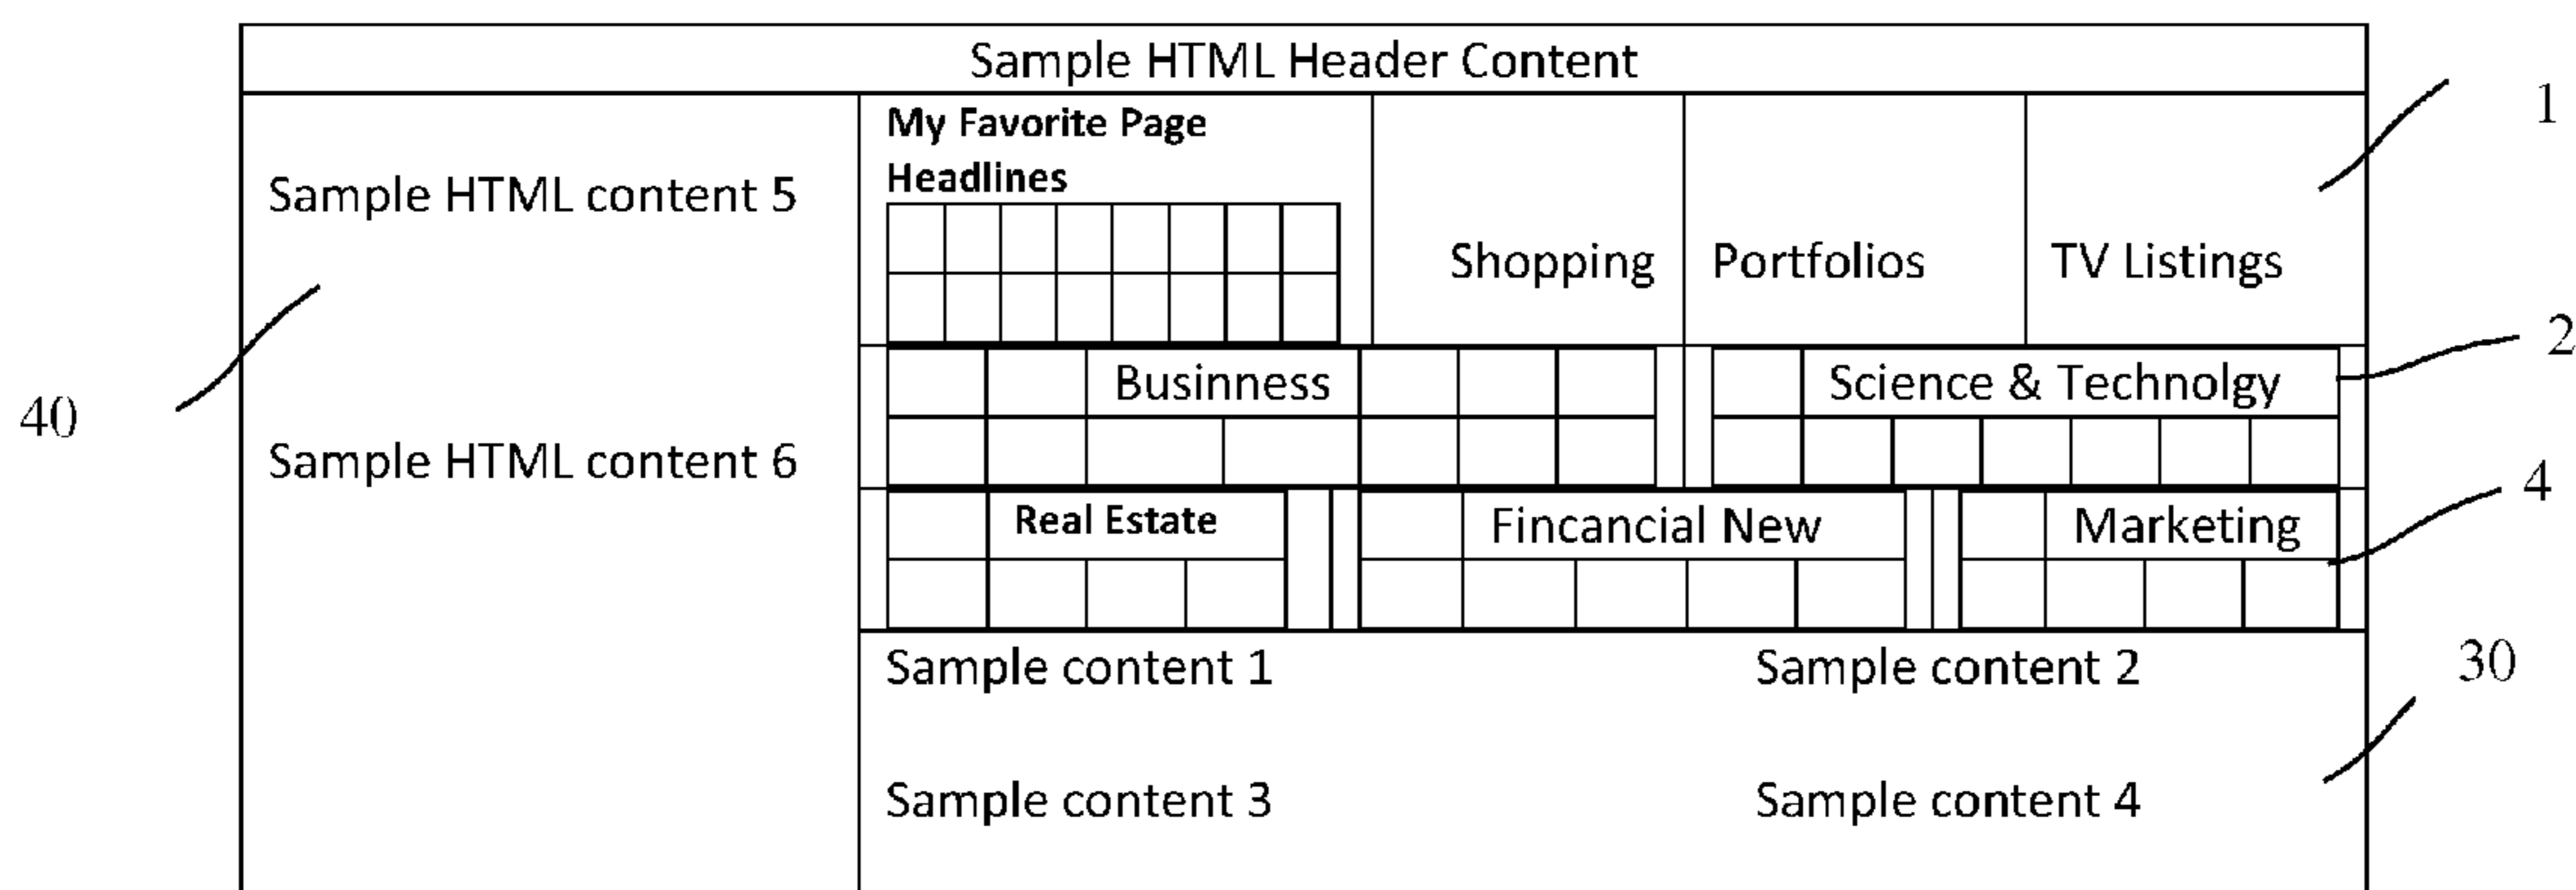 Sample HTML Header Content
1
My Favorite Page
Headlines
Sample HTML content 5
Shopping
Portfolios
TV Listings
2
Businness
Science & Technolgy
40
Sample HTML content 6
4
Real Estate
Fincancial New
Marketing
Sample content 1
Sample content 2
30
Sample content 3
Sample content 4